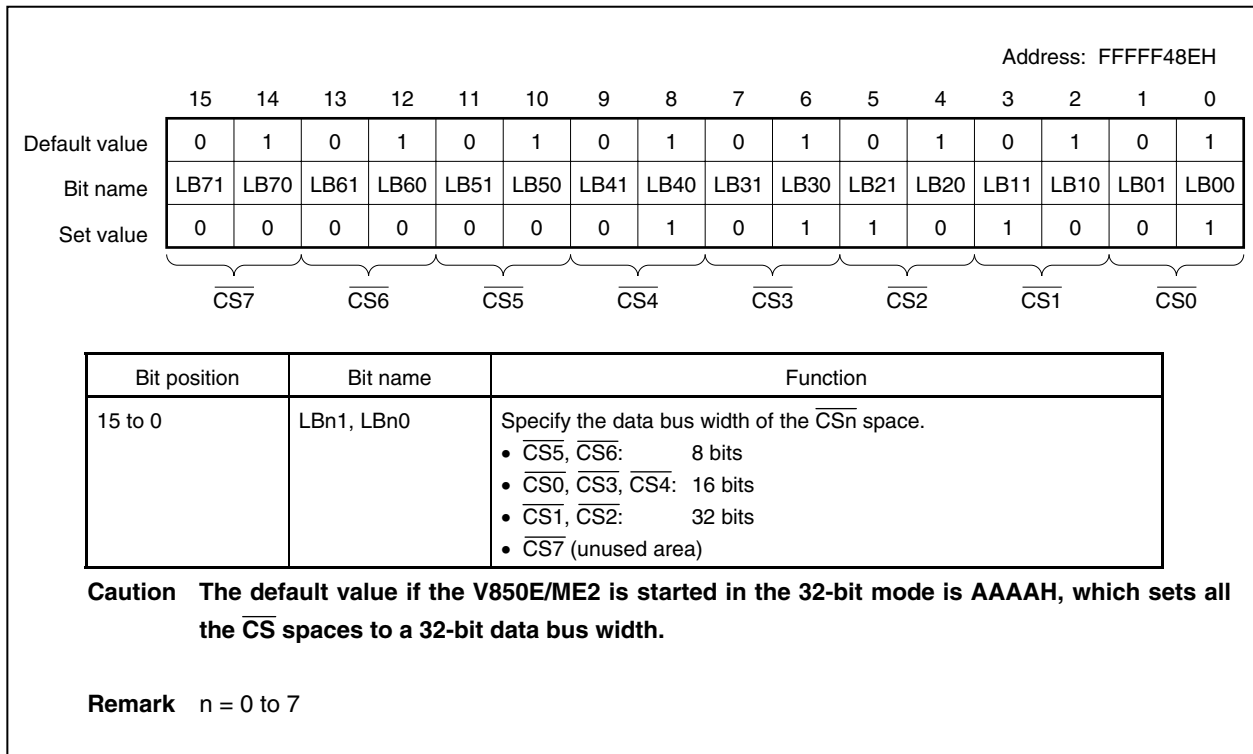 Address: FFFFF48EH
15 14 13 12 11 10 9 8 7 6 5 4 3 2 1 0
Default value 0 1 0 1 0 1 0 1 0 1 0 1 0 1 0 1
Bit name LB71 LB70 LB61 LB60 LB51 LB50 LB41 LB40 LB31 LB30 LB21 LB20 LB11 LB10 LB01 LB00
Set value 0 0 0 0 0 0 0 1 0 1 1 0 1 0 0 1
CS7 CS6 CS5 CS4 CS3 CS2 CS1 CS0
Bit position Bit name Function
15 to 0 LBn1, LBn0 Specify the data bus width of the CSn space.
• CS5, CS6: 8 bits
• CS0, CS3, CS4: 16 bits
• CS1, CS2: 32 bits
• CS7 (unused area)
Caution The default value if the V850E/ME2 is started in the 32-bit mode is AAAAH, which sets all
the CS spaces to a 32-bit data bus width.
Remark n = 0 to 7